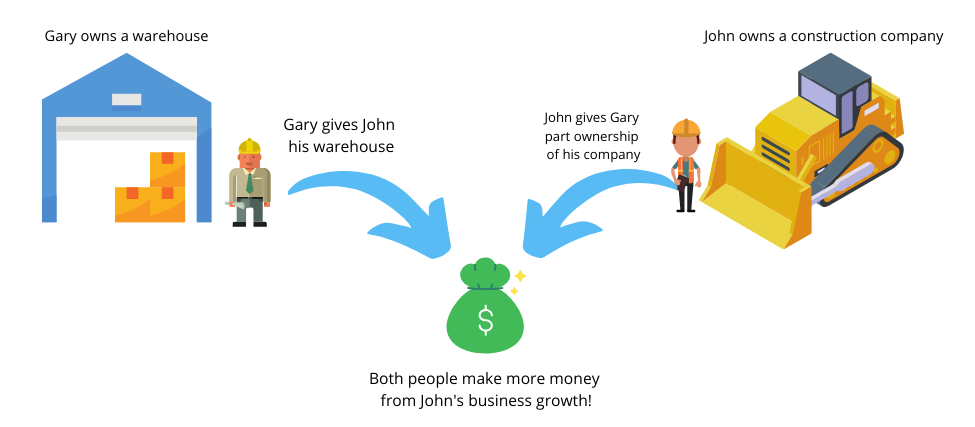 Gary owns a warehouse
John owns a construction company
Gary gives John
his warehouse
John gives Gary
part ownership
of his company
$
Both people make more money
from John's business growth!